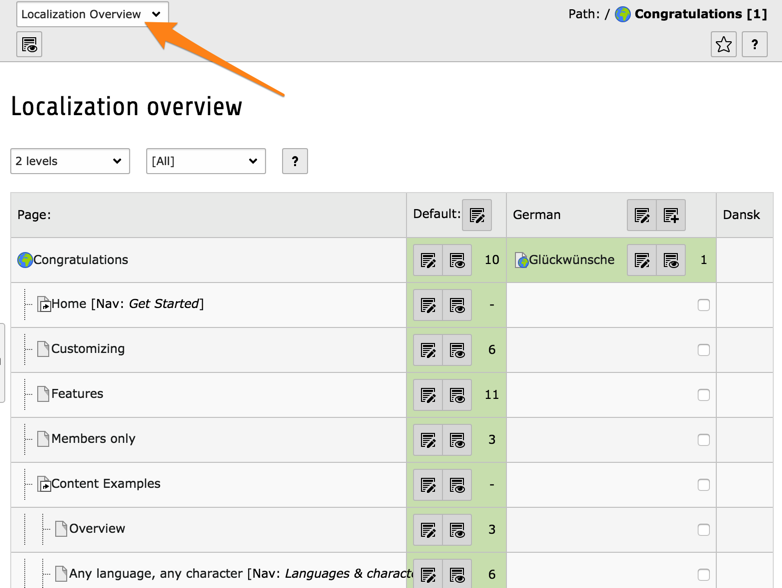 Localization Overview
Path: / Congratulations [1]
?
Localization overview
2 levels [All] ?
Page: Default: German Dansk
Congratulations 10 Glückwünsche 1
Home [Nav: Get Started] -
Customizing 6
Features 11
Members only 3
Content Examples -
Overview 3
Any language, any character [Nav: Languages & 6